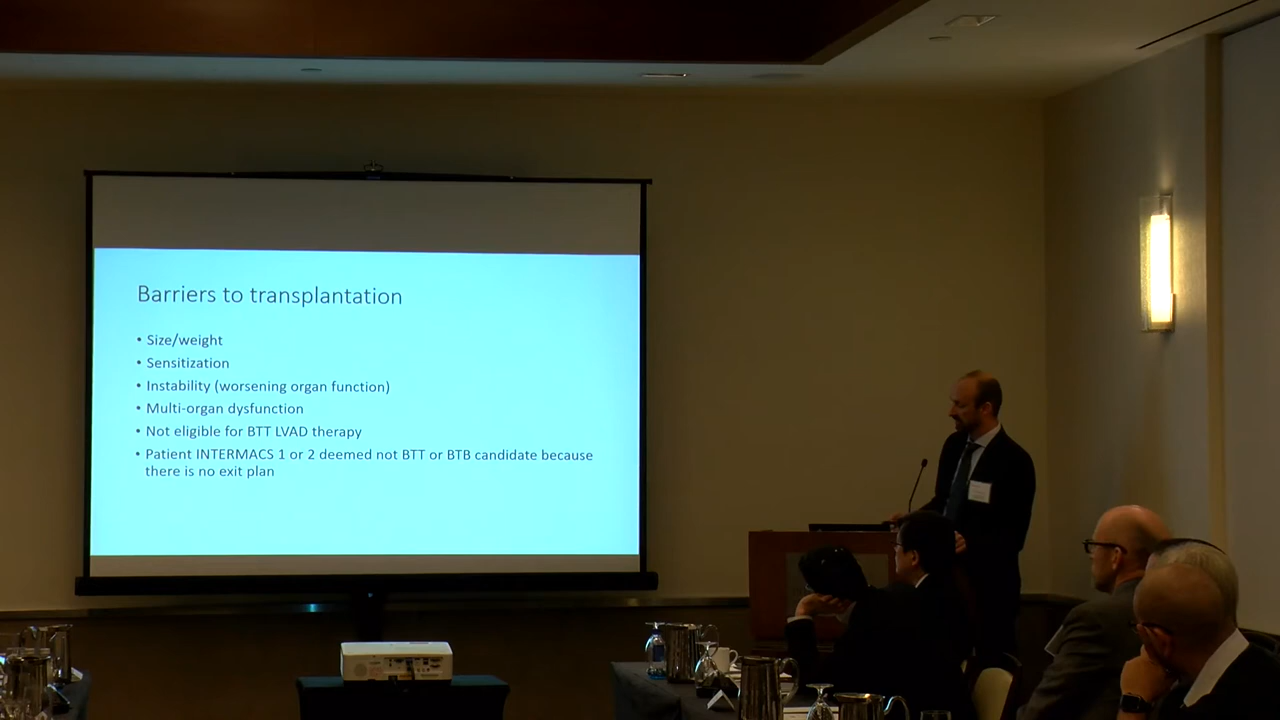 Barriers to transplantation
• Size/weight
• Sensitization
• Instability (worsening organ function)
• Multi-organ dysfunction
• Not eligible for BTT LVAD therapy
• Patient INTERMACS 1 or 2 deemed not BTT or BTB candidate because
there is no exit plan